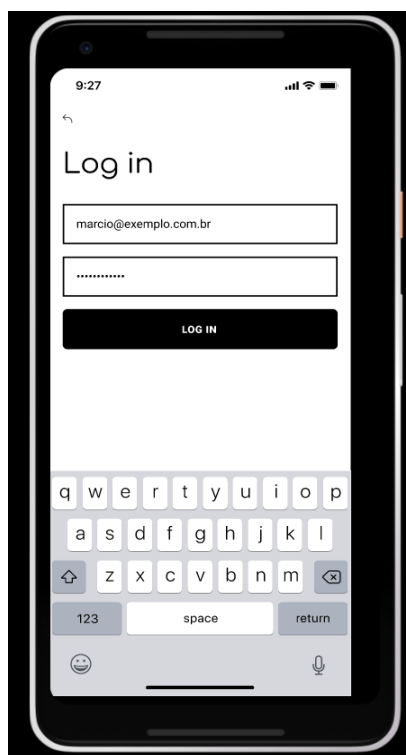 9:27
Log in
marcio@exemplo.com.br
••••••••••••
LOG IN
q w e r t y u i o p
a s d f g h j k l
z x c v b n m
123 space return